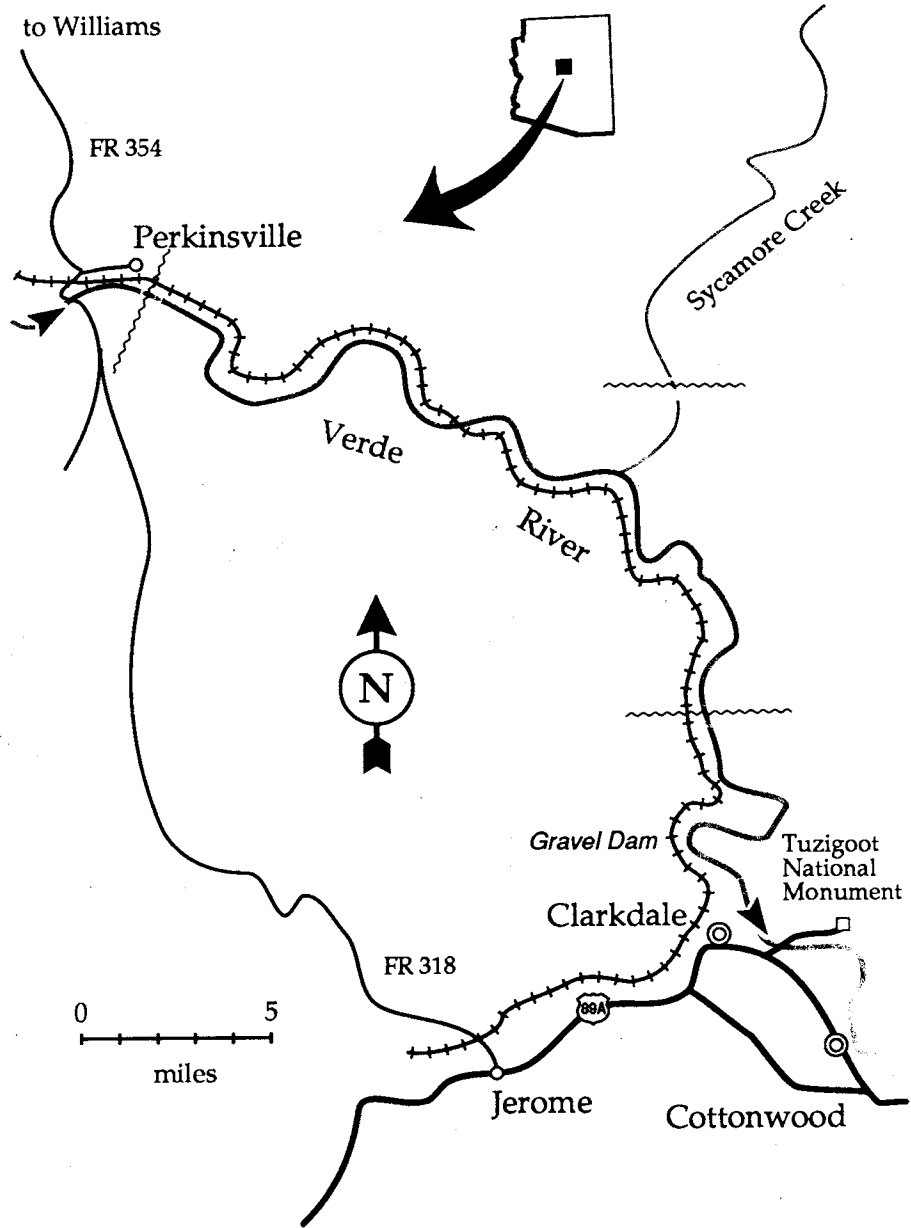 to Williams
FR 354
Perkinsville
Sycamore Creek
Verde
River
N
Gravel Dam
Tuzigoot
National
Monument
Clarkdale
FR 318
89A
0 5
miles
Jerome
Cottonwood